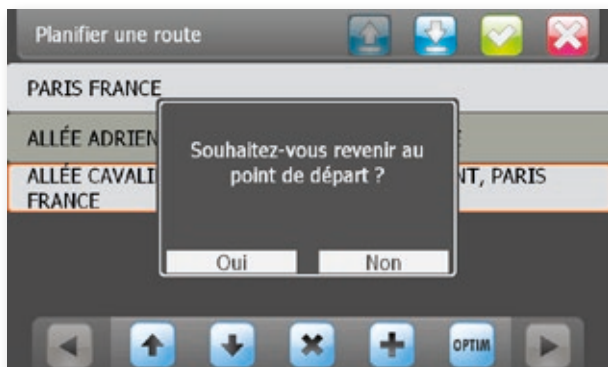 Planifier une route
PARIS FRANCE
ALLÉE ADRIEN
Souhaitez-vous revenir au
point de départ ?
ALLÉE CAVALI NT, PARIS
FRANCE
Oui Non
OPTIM